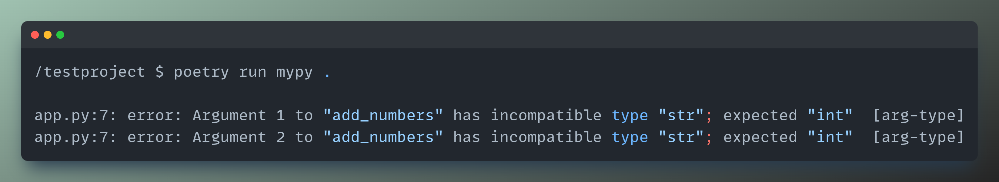 /testproject $ poetry run mypy .
app.py:7: error: Argument 1 to "add_numbers" has incompatible type "str"; expected "int"  [arg-type]
app.py:7: error: Argument 2 to "add_numbers" has incompatible type "str"; expected "int"  [arg-type]